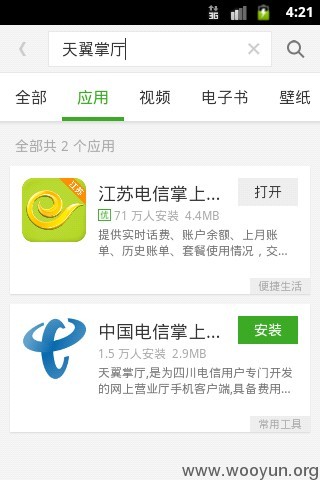 3G 4:21
天翼掌厅
全部 应用 视频 电子书 壁纸
全部共 2 个应用
江苏
江苏电信掌上... 打开
优 71 万人安装 4.4MB
提供实时话费、账户余额、上月账
单、历史账单、套餐使用情况，交...
便捷生活
中国电信掌上... 安装
1.5 万人安装 2.9MB
天翼掌厅,是为四川电信用户专门开发
的网上营业厅手机客户端,具备费用...
常用工具
www.wooyun.org